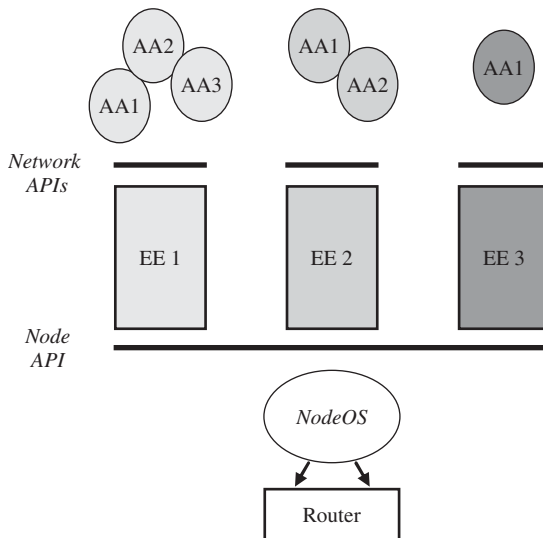 AA2
AA1
AA3
AA1
AA2
AA1
Network
APIs
EE 1
EE 2
EE 3
Node
API
NodeOS
Router